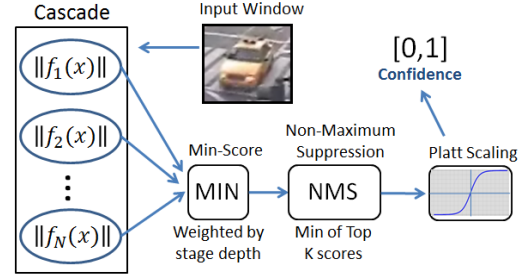 Cascade
Input Window
‖f₁(x)‖
‖f₂(x)‖
⋮
‖f_N(x)‖
Min-Score
MIN
Weighted by
stage depth
Non-Maximum
Suppression
NMS
Min of Top
K scores
[0,1]
Confidence
Platt Scaling